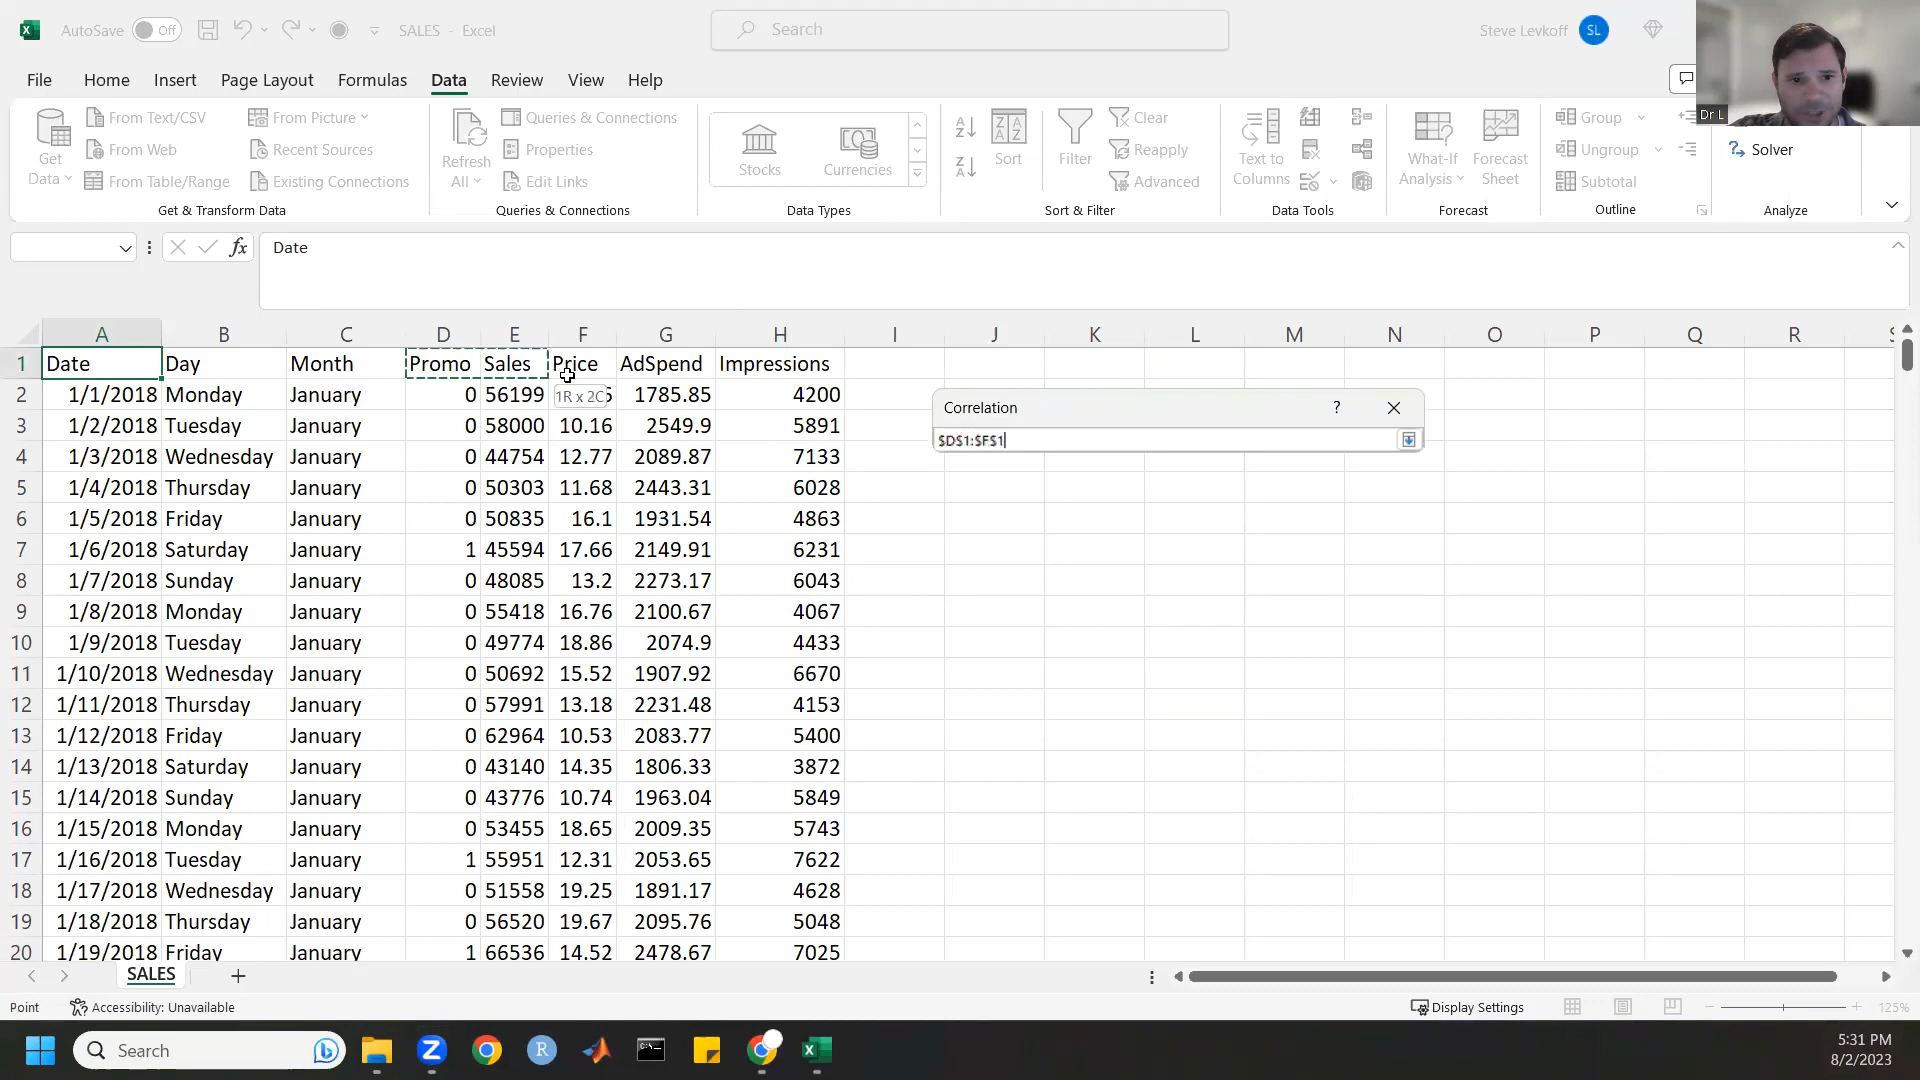 AutoSave Off SALES - Excel Search Steve Levkoff SL
File Home Insert Page Layout Formulas Data Review View Help
Dr L
Get Data
From Text/CSV
From Web
From Table/Range
From Picture
Recent Sources
Existing Connections
Get & Transform Data
Refresh All
Queries & Connections
Properties
Edit Links
Queries & Connections
Stocks Currencies
Data Types
A Z
Z A
Sort
Filter
Clear
Reapply
Advanced
Sort & Filter
Text to Columns
Data Tools
What-If Analysis
Forecast Sheet
Forecast
Group
Ungroup
Subtotal
Outline
Solver
Analyze
fx Date
A B C D E F G H I J K L M N O P Q R
1 Date Day Month Promo Sales Price AdSpend Impressions
2 1/1/2018 Monday January 0 56199 1785.85 4200
1R x 2C
3 1/2/2018 Tuesday January 0 58000 10.16 2549.9 5891
4 1/3/2018 Wednesday January 0 44754 12.77 2089.87 7133
5 1/4/2018 Thursday January 0 50303 11.68 2443.31 6028
6 1/5/2018 Friday January 0 50835 16.1 1931.54 4863
7 1/6/2018 Saturday January 1 45594 17.66 2149.91 6231
8 1/7/2018 Sunday January 0 48085 13.2 2273.17 6043
9 1/8/2018 Monday January 0 55418 16.76 2100.67 4067
10 1/9/2018 Tuesday January 0 49774 18.86 2074.9 4433
11 1/10/2018 Wednesday January 0 50692 15.52 1907.92 6670
12 1/11/2018 Thursday January 0 57991 13.18 2231.48 4153
13 1/12/2018 Friday January 0 62964 10.53 2083.77 5400
14 1/13/2018 Saturday January 0 43140 14.35 1806.33 3872
15 1/14/2018 Sunday January 0 43776 10.74 1963.04 5849
16 1/15/2018 Monday January 0 53455 18.65 2009.35 5743
17 1/16/2018 Tuesday January 1 55951 12.31 2053.65 7622
18 1/17/2018 Wednesday January 0 51558 19.25 1891.17 4628
19 1/18/2018 Thursday January 0 56520 19.67 2095.76 5048
20 1/19/2018 Friday January 1 66536 14.52 2478.67 7025
Correlation ?
$D$1:$F$1
SALES
Point Accessibility: Unavailable Display Settings 125%
Search
5:31 PM
8/2/2023